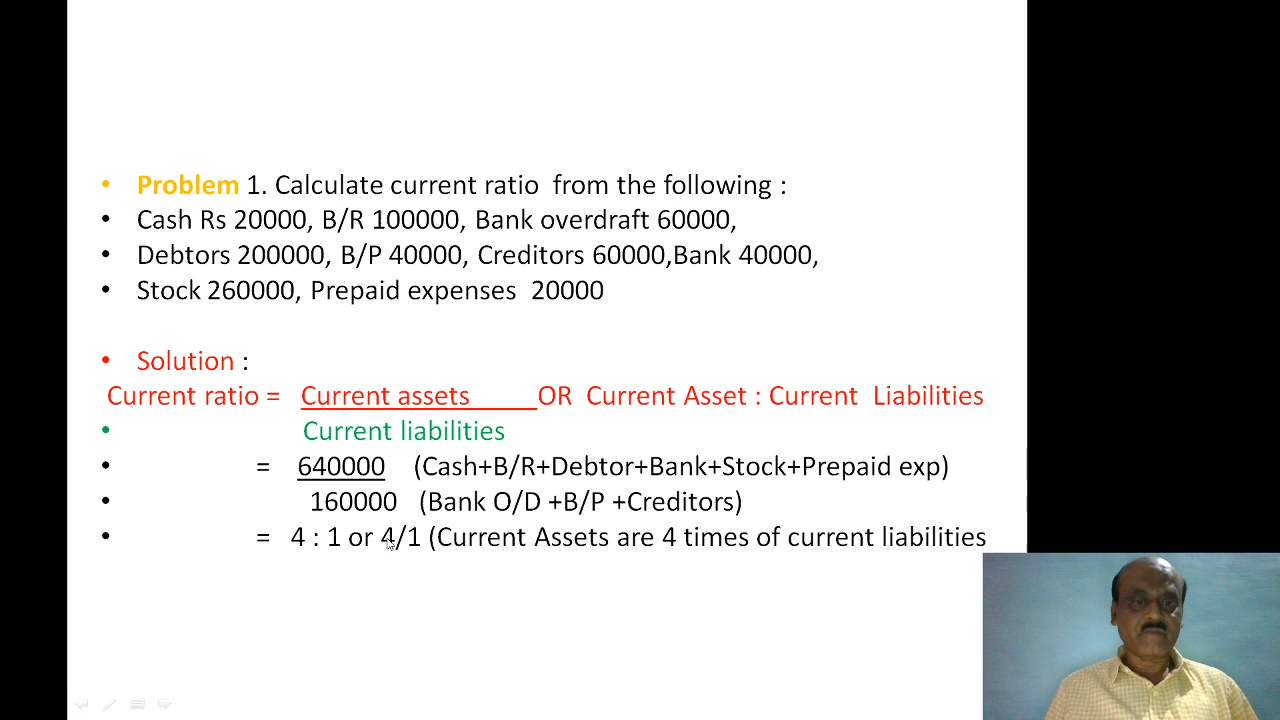 Problem 1. Calculate current ratio from the following :
Cash Rs 20000, B/R 100000, Bank overdraft 60000,
Debtors 200000, B/P 40000, Creditors 60000,Bank 40000,
Stock 260000, Prepaid expenses 20000
Solution :
Current ratio = Current assets OR Current Asset : Current Liabilities
Current liabilities
= 640000 (Cash+B/R+Debtor+Bank+Stock+Prepaid exp)
160000 (Bank O/D +B/P +Creditors)
= 4 : 1 or 4/1 (Current Assets are 4 times of current liabilities